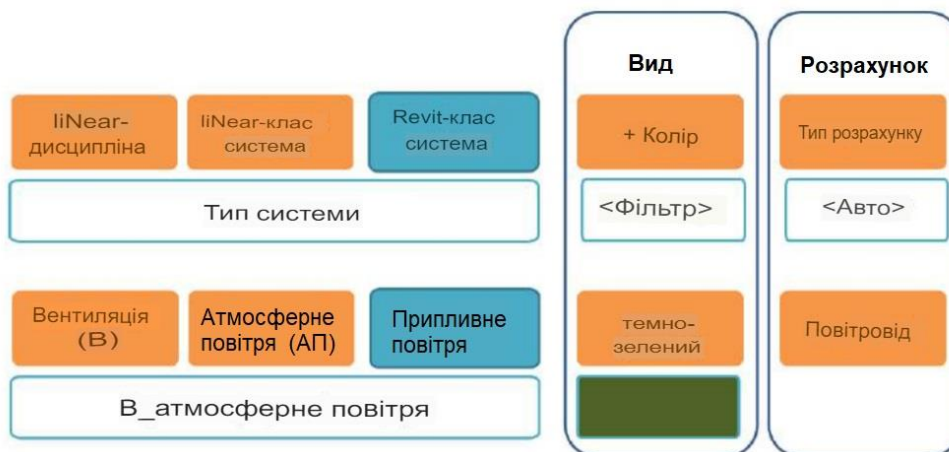 Вид
Розрахунок
liNear-
дисципліна
liNear-клас
система
Revit-клас
система
+ Колір
Тип розрахунку
Тип системи
<Фільтр>
<Авто>
Вентиляція
(В)
Атмосферне
повітря (АП)
Припливне
повітря
темно-
зелений
Повітровід
В_атмосферне повітря